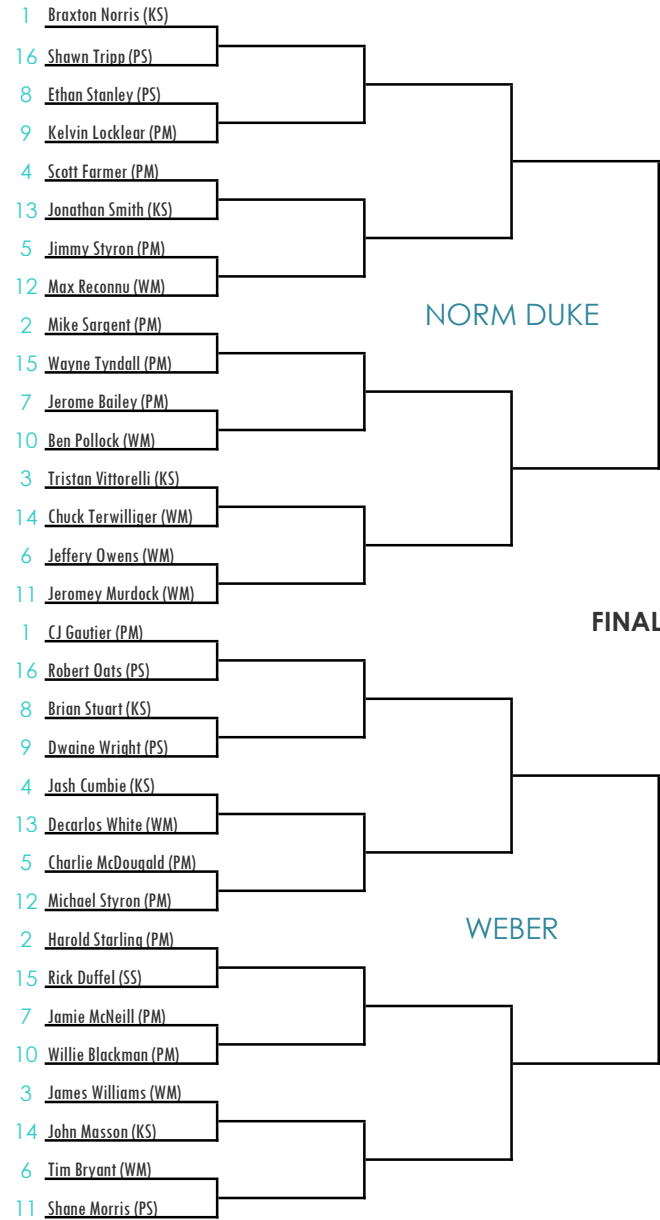 1 Braxton Norris (KS)
16 Shawn Tripp (PS)
8 Ethan Stanley (PS)
9 Kelvin Locklear (PM)
4 Scott Farmer (PM)
13 Jonathan Smith (KS)
5 Jimmy Styron (PM)
12 Max Reconnu (WM)
NORM DUKE
2 Mike Sargent (PM)
15 Wayne Tyndall (PM)
7 Jerome Bailey (PM)
10 Ben Pollock (WM)
3 Tristan Vittorelli (KS)
14 Chuck Terwilliger (WM)
6 Jeffery Owens (WM)
11 Jeromey Murdock (WM)
FINAL
1 CJ Gautier (PM)
16 Robert Oats (PS)
8 Brian Stuart (KS)
9 Dwaine Wright (PS)
4 Jash Cumbie (KS)
13 Decarlos White (WM)
5 Charlie McDougald (PM)
12 Michael Styron (PM)
WEBER
2 Harold Starling (PM)
15 Rick Duffel (SS)
7 Jamie McNeill (PM)
10 Willie Blackman (PM)
3 James Williams (WM)
14 John Masson (KS)
6 Tim Bryant (WM)
11 Shane Morris (PS)